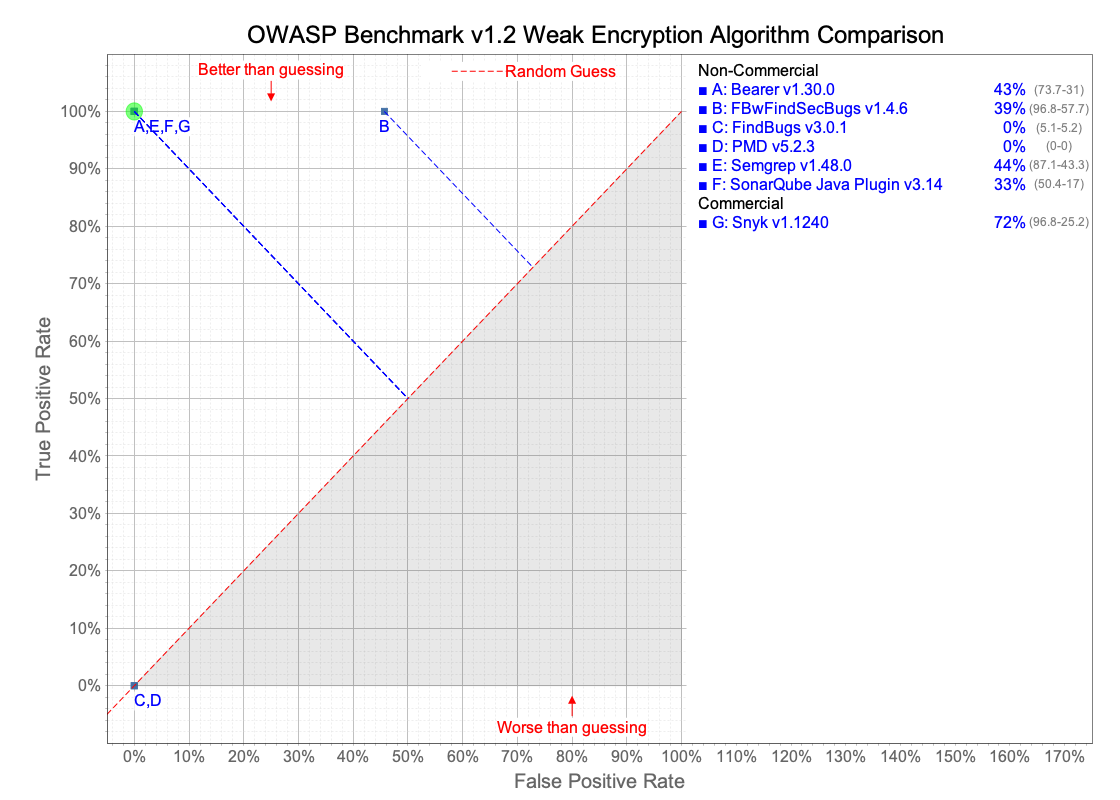 OWASP Benchmark v1.2 Weak Encryption Algorithm Comparison
Better than guessing
Random Guess
Non-Commercial
A: Bearer v1.30.0 43% (73.7-31)
B: FBwFindSecBugs v1.4.6 39% (96.8-57.7)
C: FindBugs v3.0.1 0% (5.1-5.2)
D: PMD v5.2.3 0% (0-0)
E: Semgrep v1.48.0 44% (87.1-43.3)
F: SonarQube Java Plugin v3.14 33% (50.4-17)
Commercial
G: Snyk v1.1240 72% (96.8-25.2)
True Positive Rate
100%
90%
80%
70%
60%
50%
40%
30%
20%
10%
0%
A,E,F,G
B
C,D
Worse than guessing
0% 10% 20% 30% 40% 50% 60% 70% 80% 90% 100% 110% 120% 130% 140% 150% 160% 170%
False Positive Rate